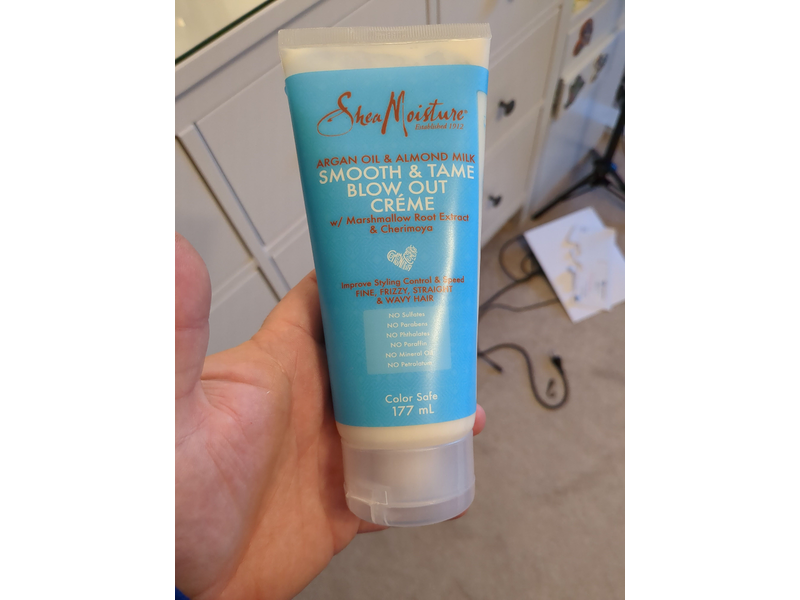 SheaMoisture®
Established 1912
ARGAN OIL & ALMOND MILK
SMOOTH & TAME
BLOW OUT
CRÉME
w/ Marshmallow Root Extract
& Cherimoya
Improve Styling Control & Speed
FINE, FRIZZY, STRAIGHT
& WAVY HAIR
NO Sulfates
NO Parabens
NO Phthalates
NO Paraffin
NO Mineral Oil
NO Petrolatum
Color Safe
177 mL